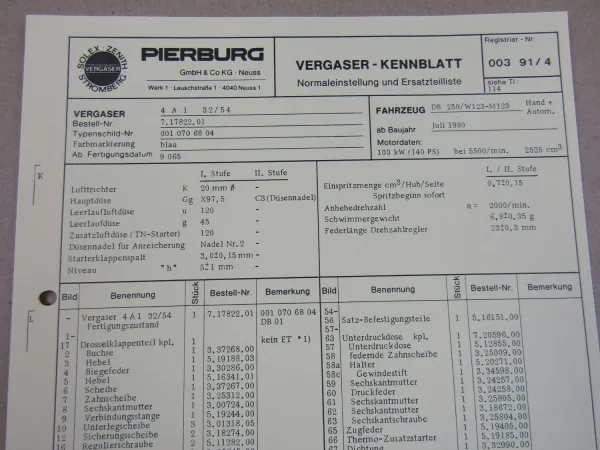 SOLEX · ZENITH
VERGASER
STROMBERG
PIERBURG
GmbH & Co KG · Neuss
Werk 1 · Leuschstraße 1 · 4040 Neuss 1
VERGASER - KENNBLATT
Normaleinstellung und Ersatzteilliste
Registrier - Nr.
003 91/4
siehe TI
114
VERGASER 4 A 1 32/54
Bestell-Nr. 7.17822.01
Typenschild-Nr 001 070 68 04
Farbmarkierung blau
Ab Fertigungsdatum 9 065
FAHRZEUG DB 250/W123-M123 Hand + Autom.
ab Baujahr Juli 1980
Motordaten:
103 kW (140 PS) bei 5500/min. 2525 cm³
I. Stufe II. Stufe
Lufttrichter K 20 mm Ø -
Hauptdüse Gg X97,5 C3 (Düsennadel)
Leerlaufluftdüse u 120 -
Leerlaufdüse g 45 -
Zusatzluftdüse (TN-Starter) 120 -
Düsennadel für Anreicherung Nadel Nr. 2 -
Starterklappenspalt 3,0±0,15 mm -
Niveau "h" 5±1 mm -
I. / II. Stufe
Einspritzmenge cm³/Hub/Seite 0,7±0,15
Spritzbeginn sofort
Anhebedrehzahl n = 2000/min.
Schwimmergewicht 6,8±0,35 g
Federlänge Drehzahlregler 23±0,3 mm
K
L
Bild Benennung Stück Bestell-Nr. Bemerkung
- Vergaser 4 A 1 32/54 1 7.17822.01 001 070 68 04
Fertigungszustand DB 01
1-
17 Drosselklappenteil kpl. 1 kein ET *1)
2 Buchse 1 3.37268.00
3 Hebel 1 5.19188.03
4 Biegefeder 1 3.30286.00
5 Hebel 1 5.16341.01
6 Scheibe 1 3.37267.00
7 Zahnscheibe 1 3.25312.00
8 Sechskantmutter 1 3.00724.00
9 Verbindungsstange 1 5.19244.00
10 Unterlegscheibe 3 3.01318.05
12 Sicherungsscheibe 2 3.18274.00
16 Regulierschraube 2 5.11282.00
Bild Benennung Stück Bestell-Nr. Bemerkung
54-
56 Satz-Befestigungsteile 1 5.16151.00
57-
63 Unterdruckdose kpl. 1 7.20596.00
57 Unterdruckdose 1 5.12855.00
58 federnde Zahnscheibe 1 3.25009.00
58a Halter 1 5.20271.00
58c Gewindestift 1 3.34598.00
59 Sechskantmutter 1 3.24257.00
60 Druckfeder 1 3.24258.00
61 Sechskantmutter 1 3.25805.00
62 Sechskantmutter 1 3.18672.00
63 Sechskantschraube 1 3.25804.00
65 Zugfeder 1 5.19405.00
66 Thermo-Zusatzstarter 1 5.19185.00
67 Dichtung 1 3.32990.00